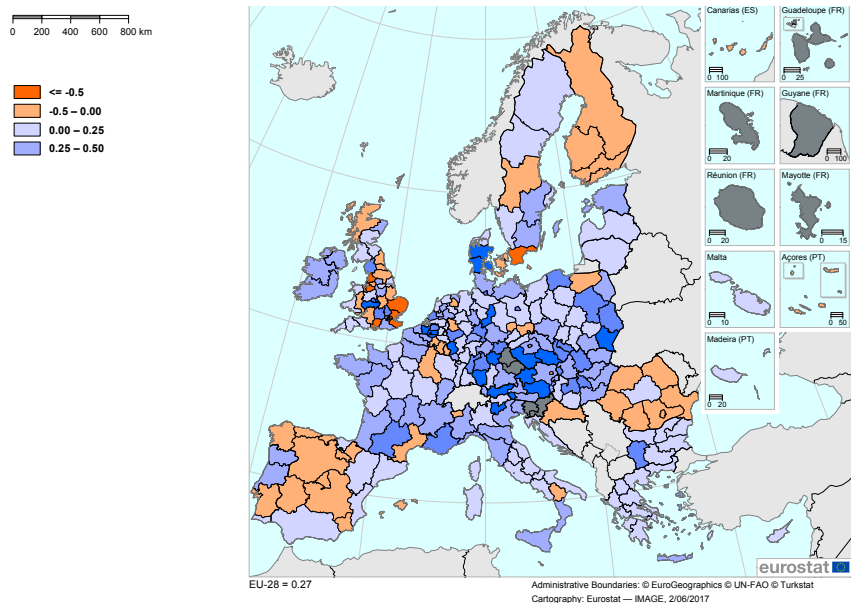 0 200 400 600 800 km
<= -0.5
-0.5 – 0.00
0.00 – 0.25
0.25 – 0.50
Canarias (ES)
0 100
Guadeloupe (FR)
0 25
Martinique (FR)
0 20
Guyane (FR)
0 100
Réunion (FR)
0 20
Mayotte (FR)
0 15
Malta
0 10
Açores (PT)
0 50
Madeira (PT)
0 20
eurostat
EU-28 = 0.27
Administrative Boundaries: © EuroGeographics © UN-FAO © Turkstat
Cartography: Eurostat — IMAGE, 2/06/2017